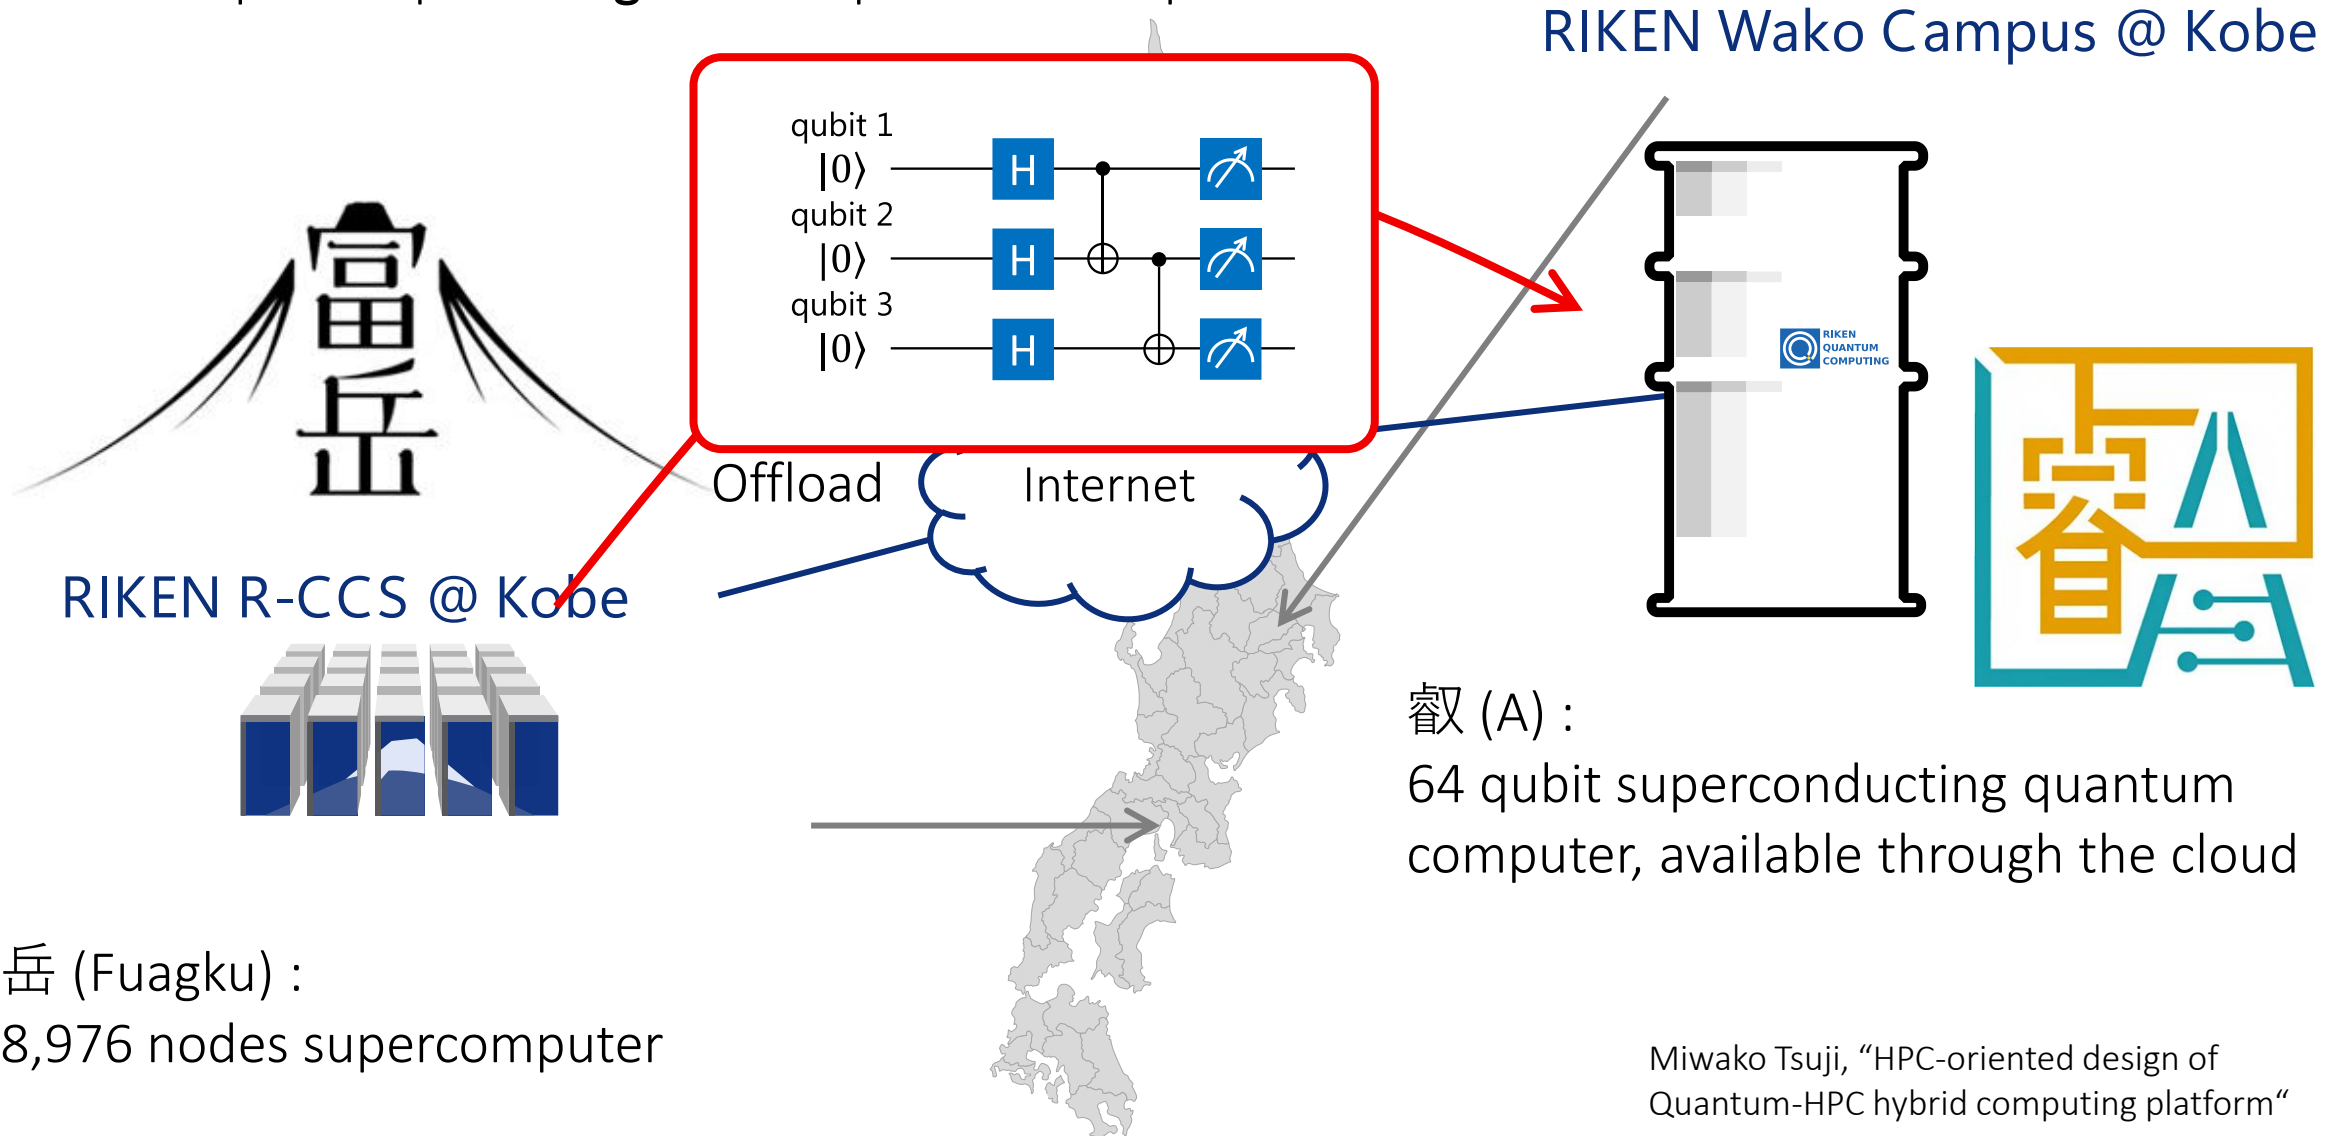 RIKEN Wako Campus @ Kobe
qubit 1
|0⟩
H
qubit 2
|0⟩
H
qubit 3
|0⟩
H
富
岳
RIKEN
QUANTUM
COMPUTING
Offload
Internet
RIKEN R-CCS @ Kobe
叡 (A) :
64 qubit superconducting quantum
computer, available through the cloud
岳 (Fuagku) :
8,976 nodes supercomputer
Miwako Tsuji, “HPC-oriented design of
Quantum-HPC hybrid computing platform“